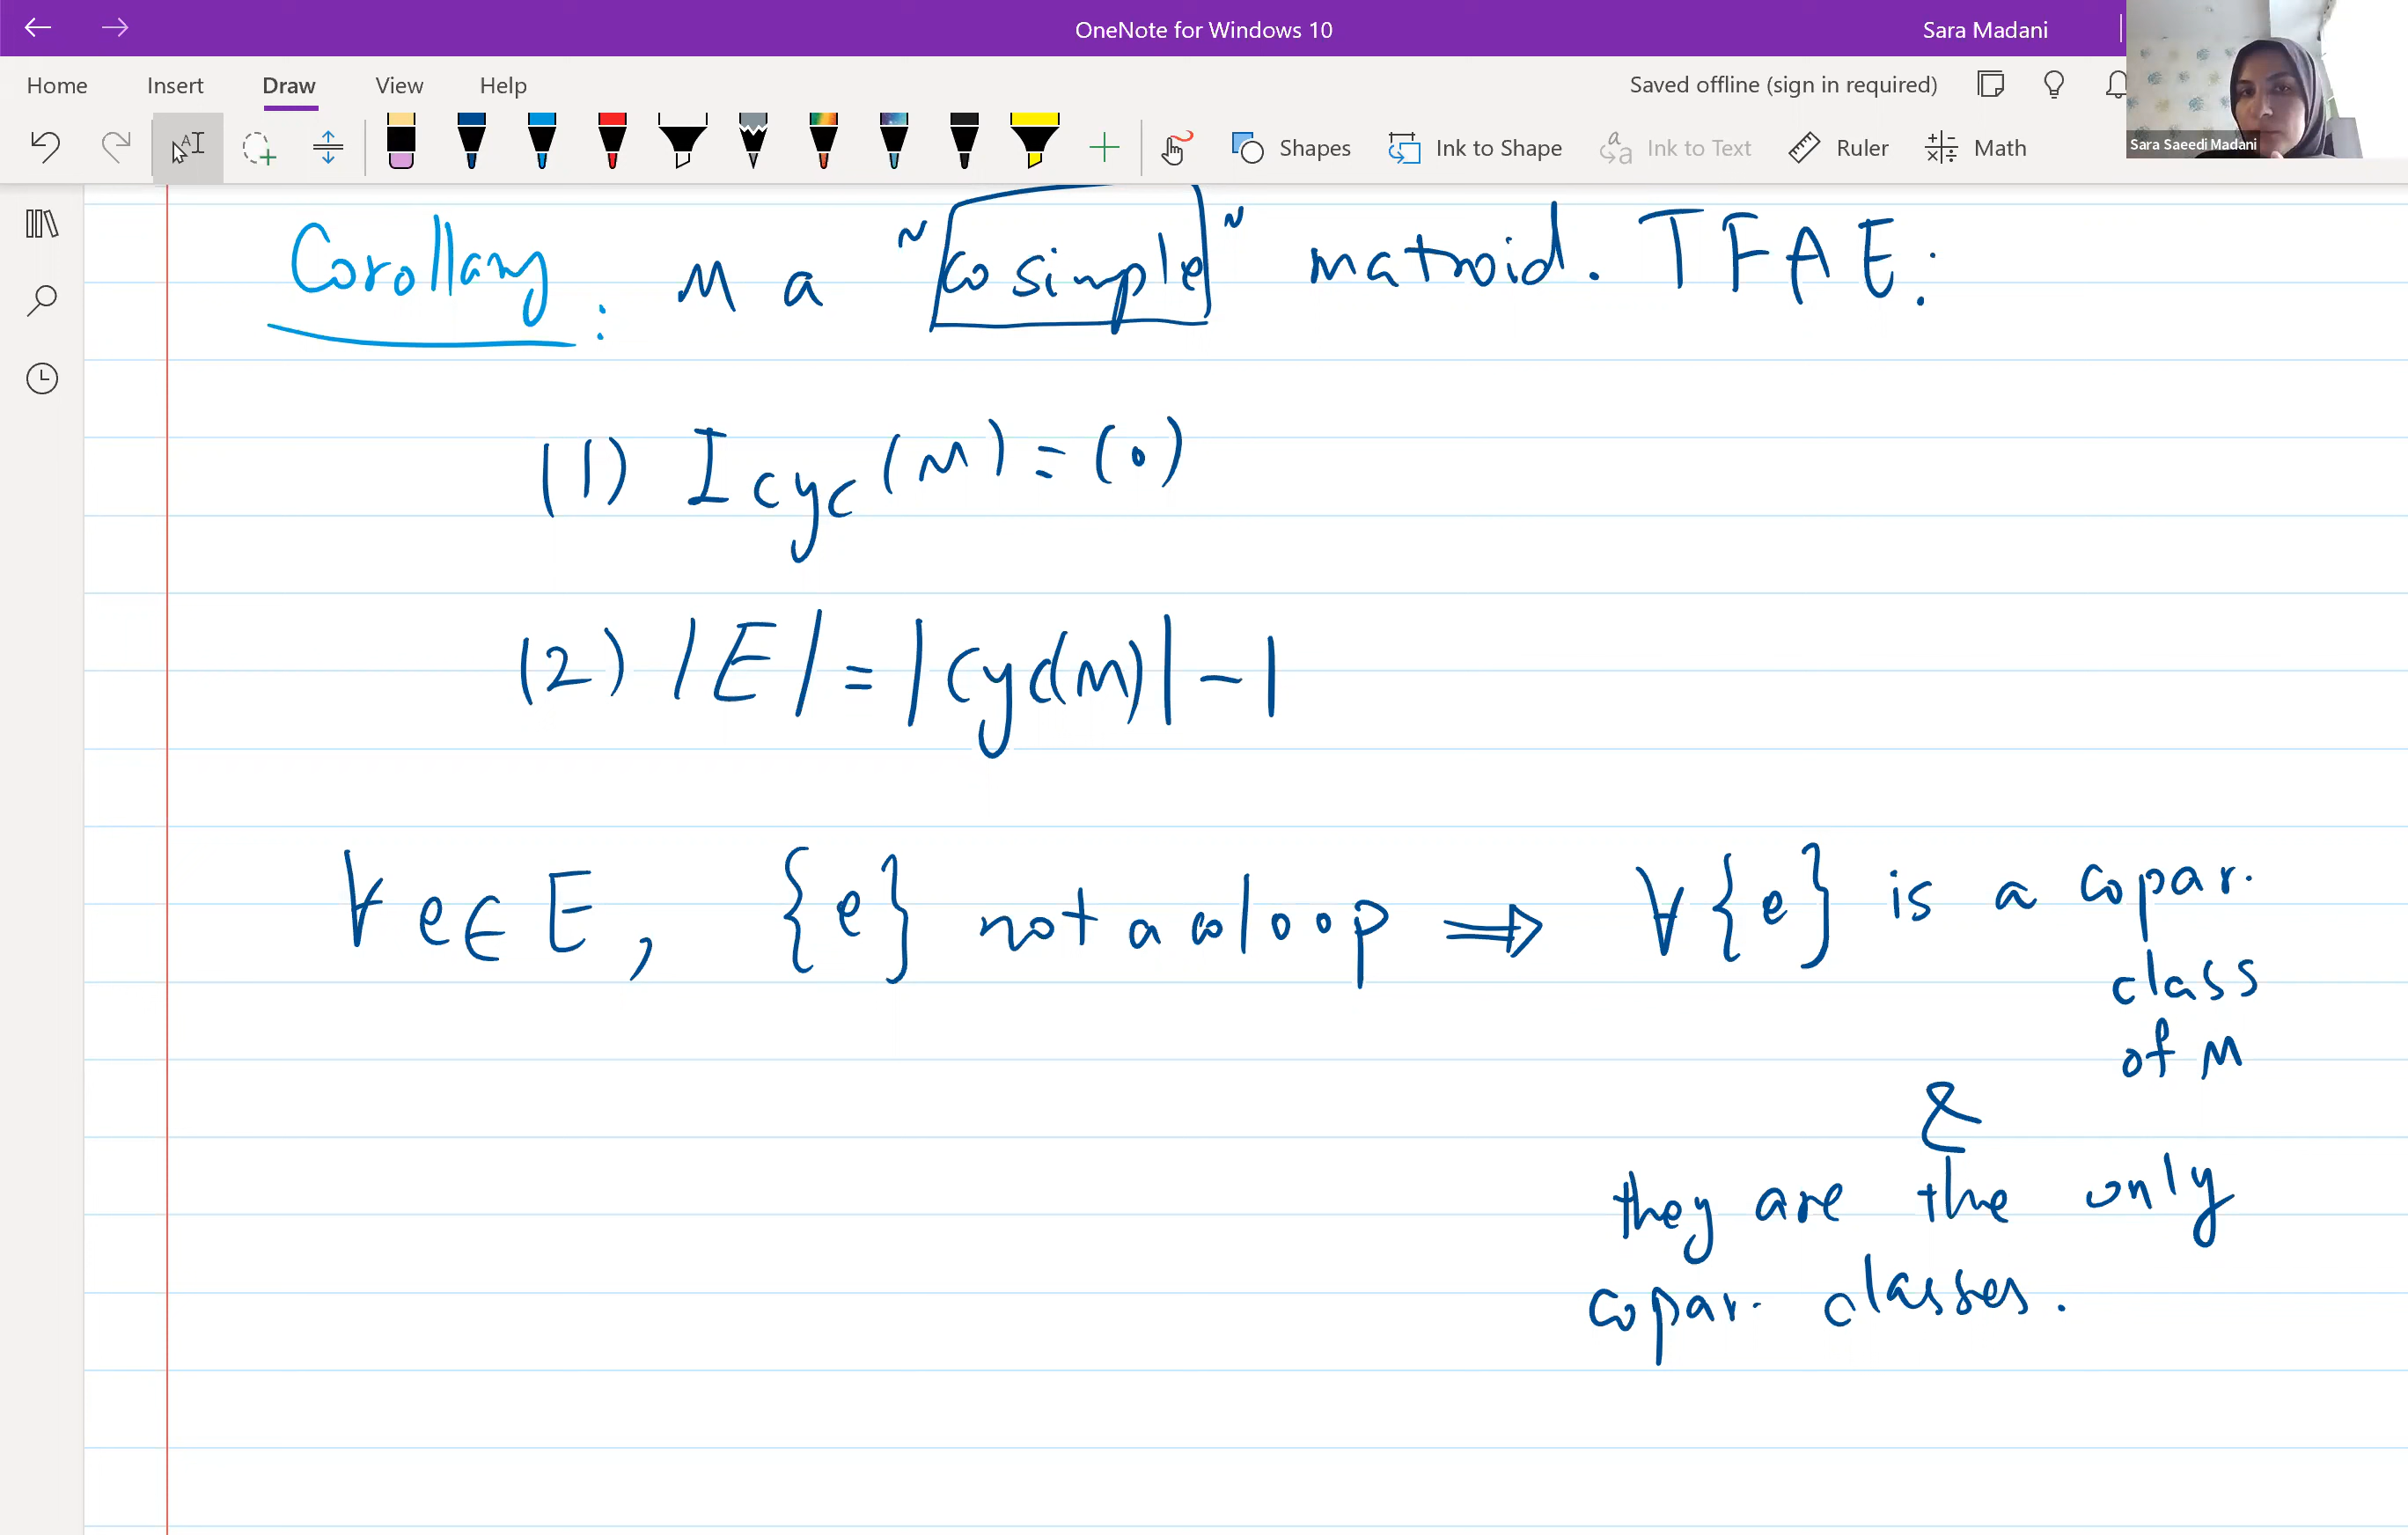 OneNote for Windows 10
Sara Madani
Home Insert Draw View Help
Saved offline (sign in required)
Shapes Ink to Shape Ink to Text Ruler Math
Sara Saeedi Madani
Corollary: M a "cosimple" matroid. TFAE:
(1) I_cyc(M) = (0)
(2) |E| = |Cyc(M)| - 1
∀ e∈E, {e} not a coloop ⟹ ∀{e} is a copar.
class
of M
&
they are the only
copar. classes.